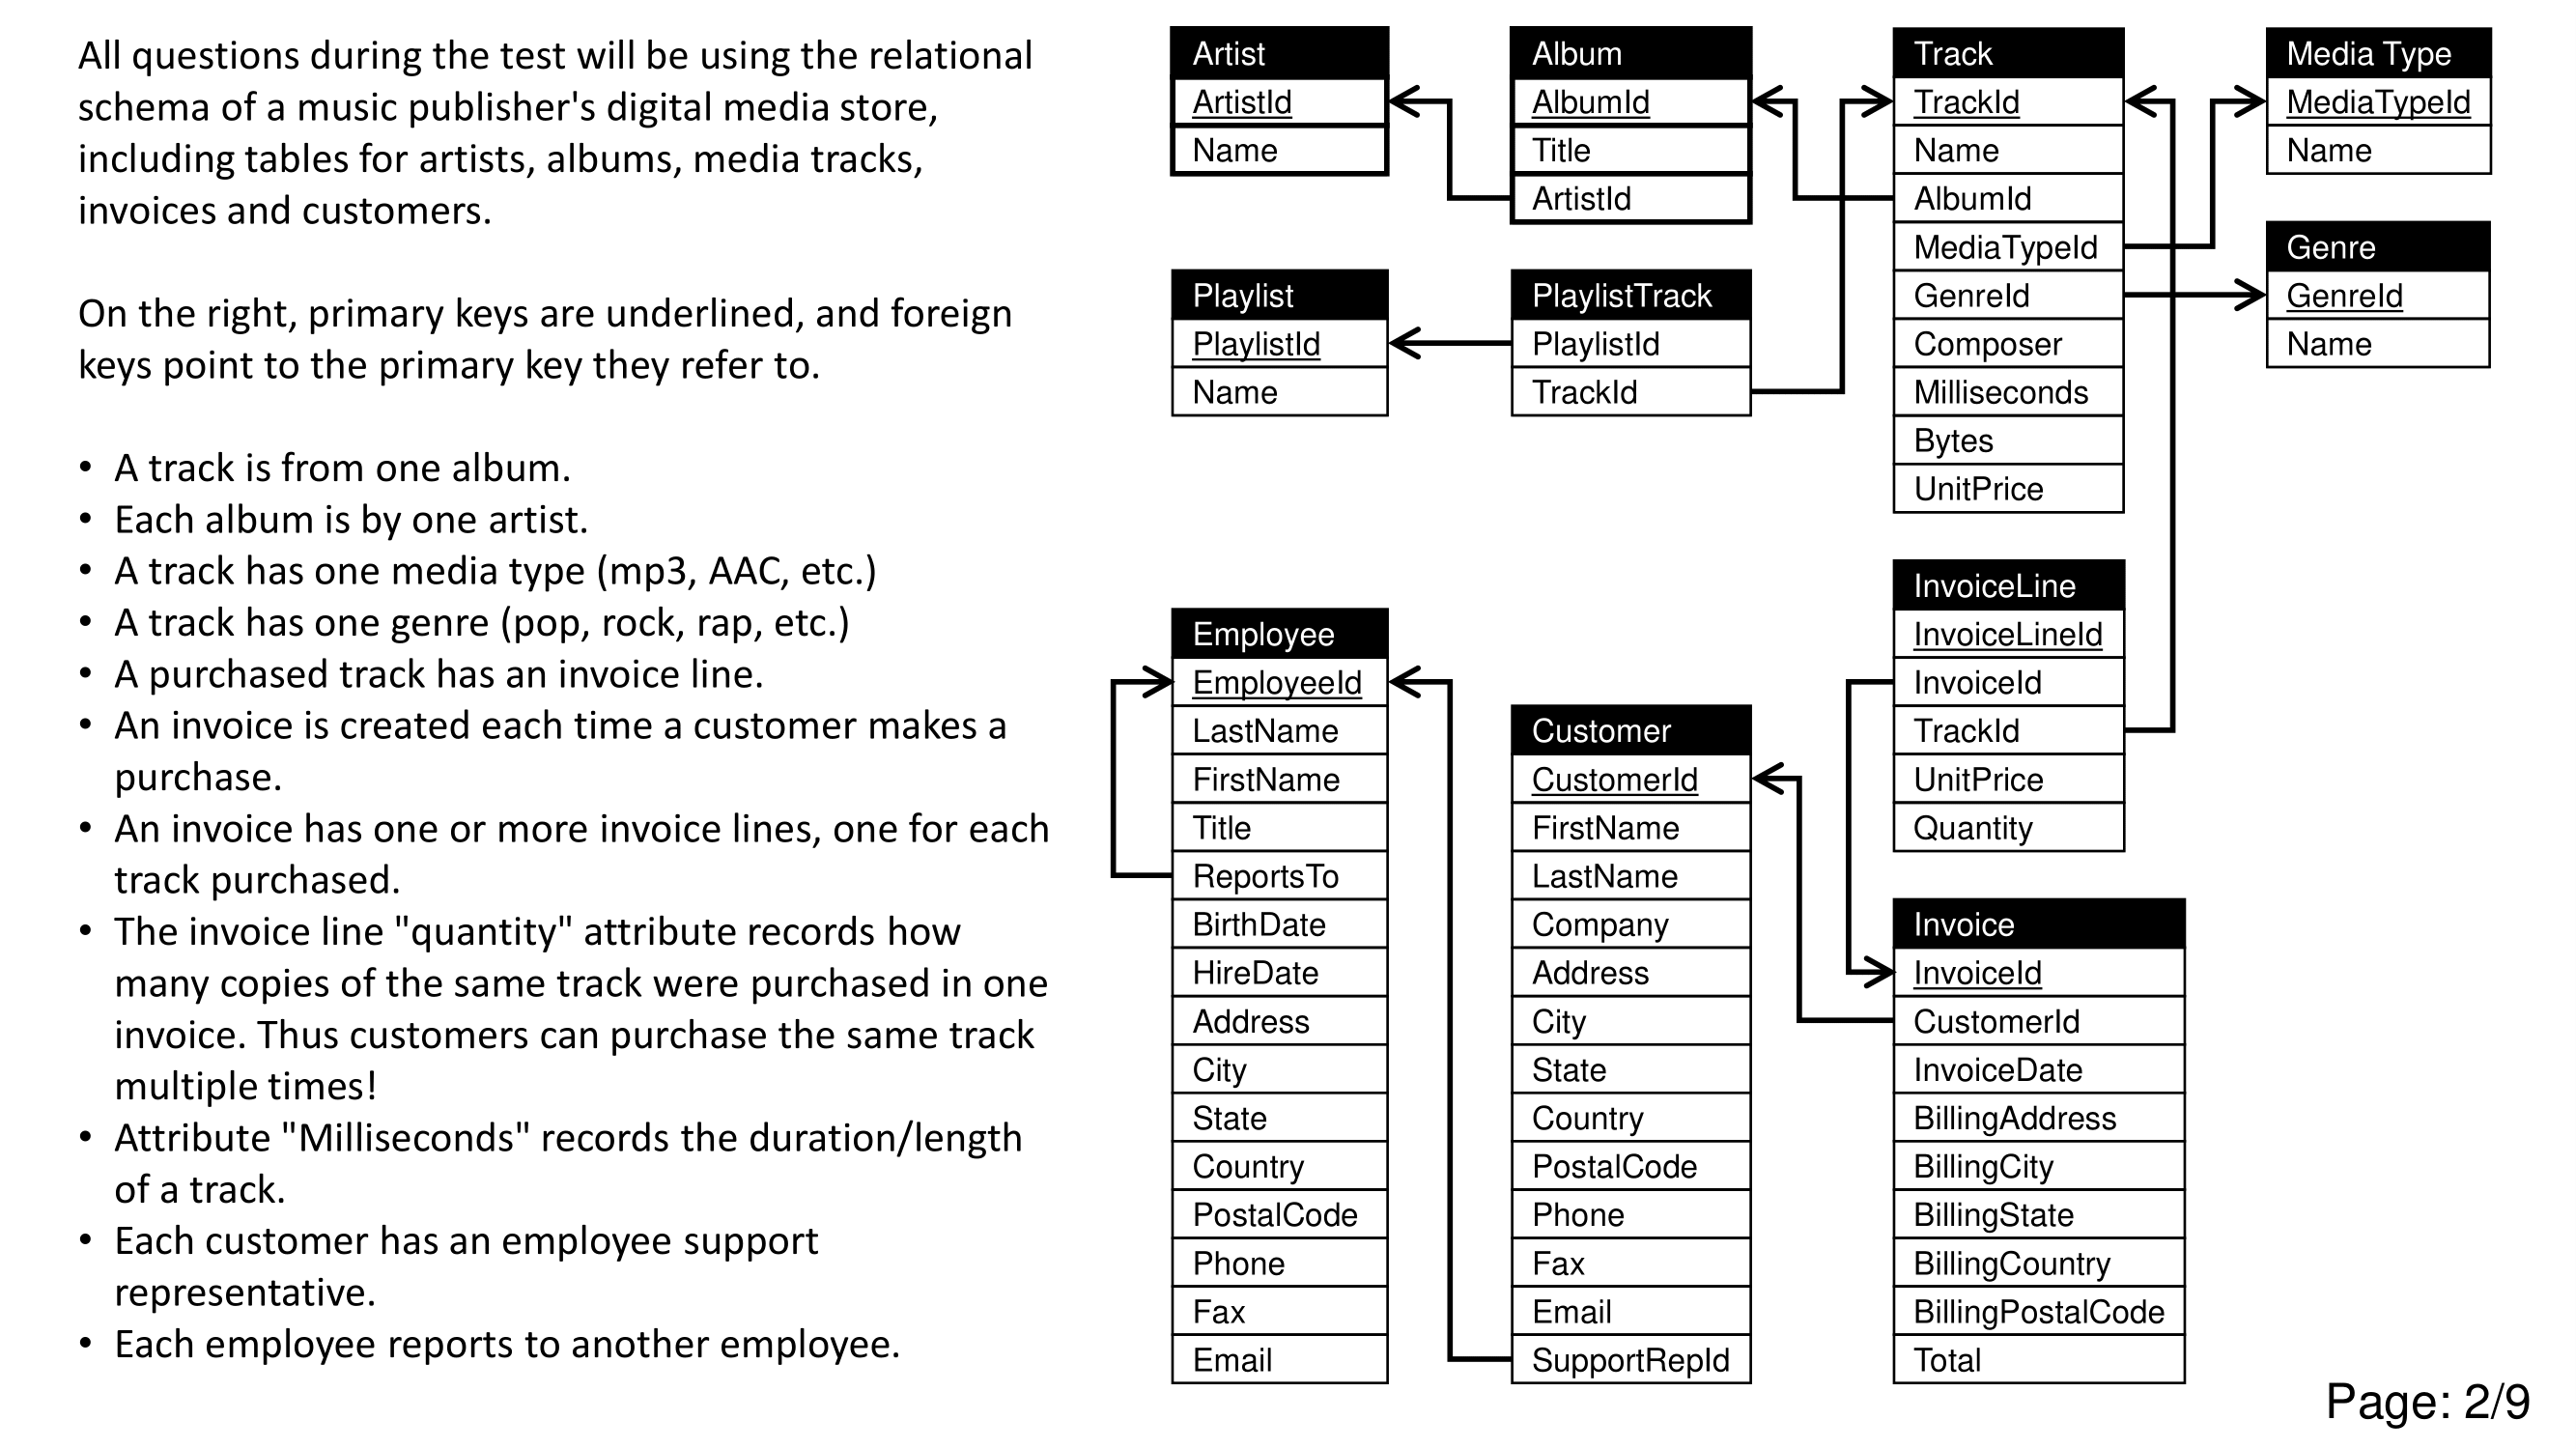 All questions during the test will be using the relational
schema of a music publisher's digital media store,
including tables for artists, albums, media tracks,
invoices and customers.
On the right, primary keys are underlined, and foreign
keys point to the primary key they refer to.
• A track is from one album.
• Each album is by one artist.
• A track has one media type (mp3, AAC, etc.)
• A track has one genre (pop, rock, rap, etc.)
• A purchased track has an invoice line.
• An invoice is created each time a customer makes a
purchase.
• An invoice has one or more invoice lines, one for each
track purchased.
• The invoice line "quantity" attribute records how
many copies of the same track were purchased in one
invoice. Thus customers can purchase the same track
multiple times!
• Attribute "Milliseconds" records the duration/length
of a track.
• Each customer has an employee support
representative.
• Each employee reports to another employee.
Artist
ArtistId
Name
Album
AlbumId
Title
ArtistId
Track
TrackId
Name
AlbumId
MediaTypeId
GenreId
Composer
Milliseconds
Bytes
UnitPrice
Media Type
MediaTypeId
Name
Genre
GenreId
Name
Playlist
PlaylistId
Name
PlaylistTrack
PlaylistId
TrackId
Employee
EmployeeId
LastName
FirstName
Title
ReportsTo
BirthDate
HireDate
Address
City
State
Country
PostalCode
Phone
Fax
Email
Customer
CustomerId
FirstName
LastName
Company
Address
City
State
Country
PostalCode
Phone
Fax
Email
SupportRepId
InvoiceLine
InvoiceLineId
InvoiceId
TrackId
UnitPrice
Quantity
Invoice
InvoiceId
CustomerId
InvoiceDate
BillingAddress
BillingCity
BillingState
BillingCountry
BillingPostalCode
Total
Page: 2/9